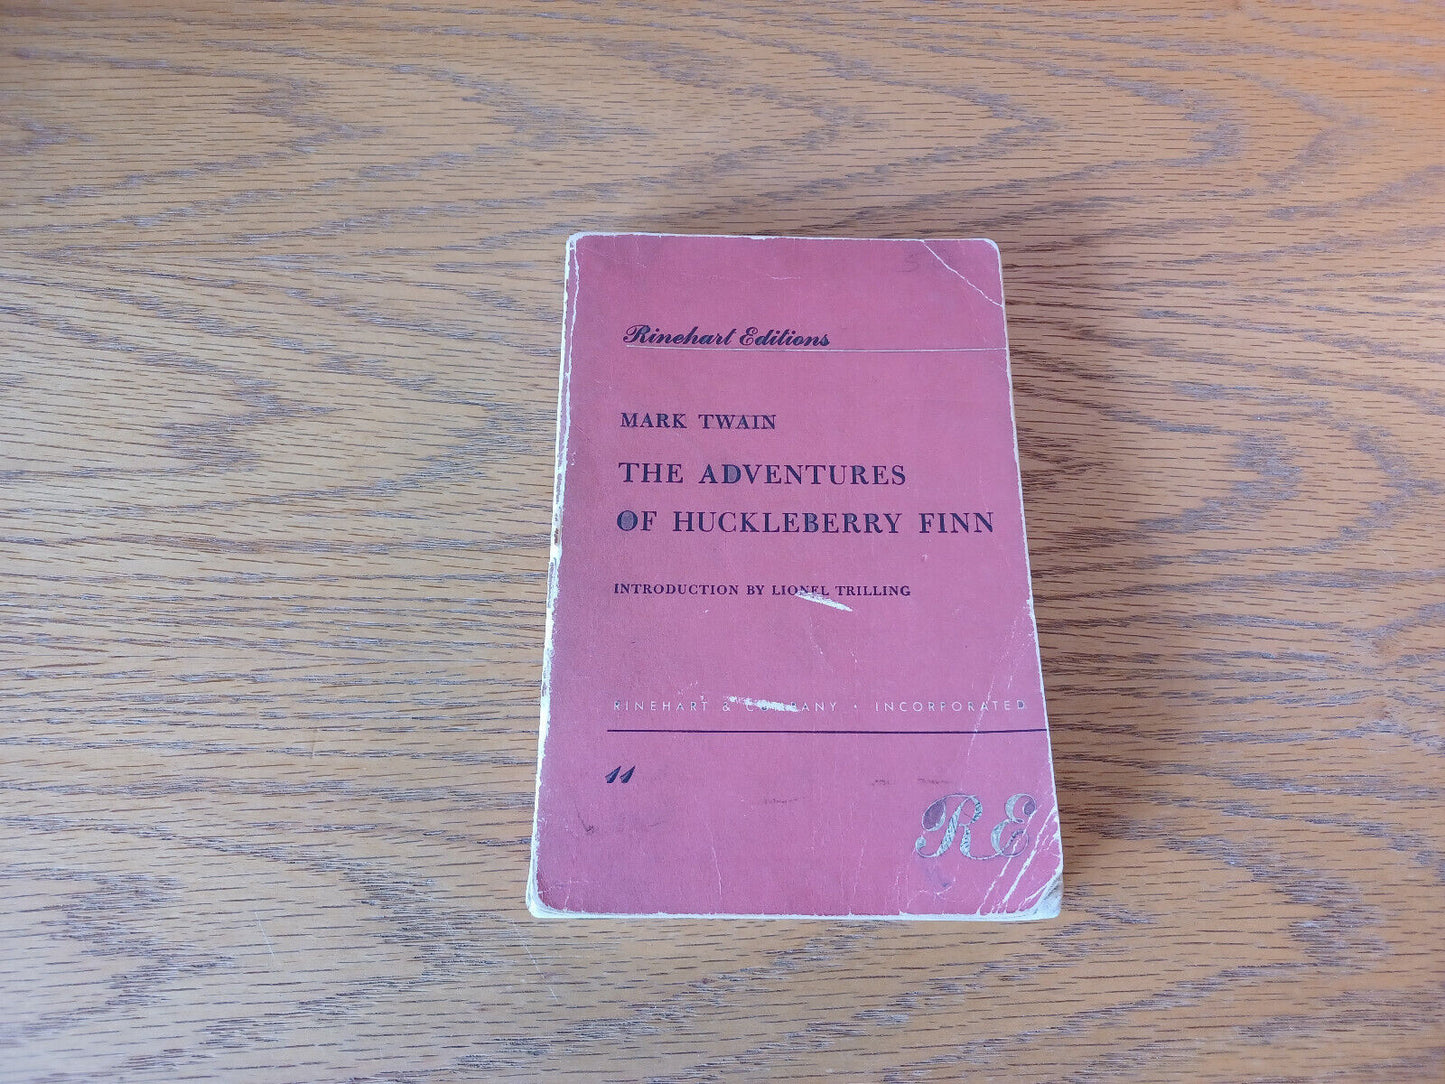 Rinehart Editions
MARK TWAIN
THE ADVENTURES
OF HUCKLEBERRY FINN
INTRODUCTION BY LIONEL TRILLING
RINEHART & COMPANY • INCORPORATED
11
RE